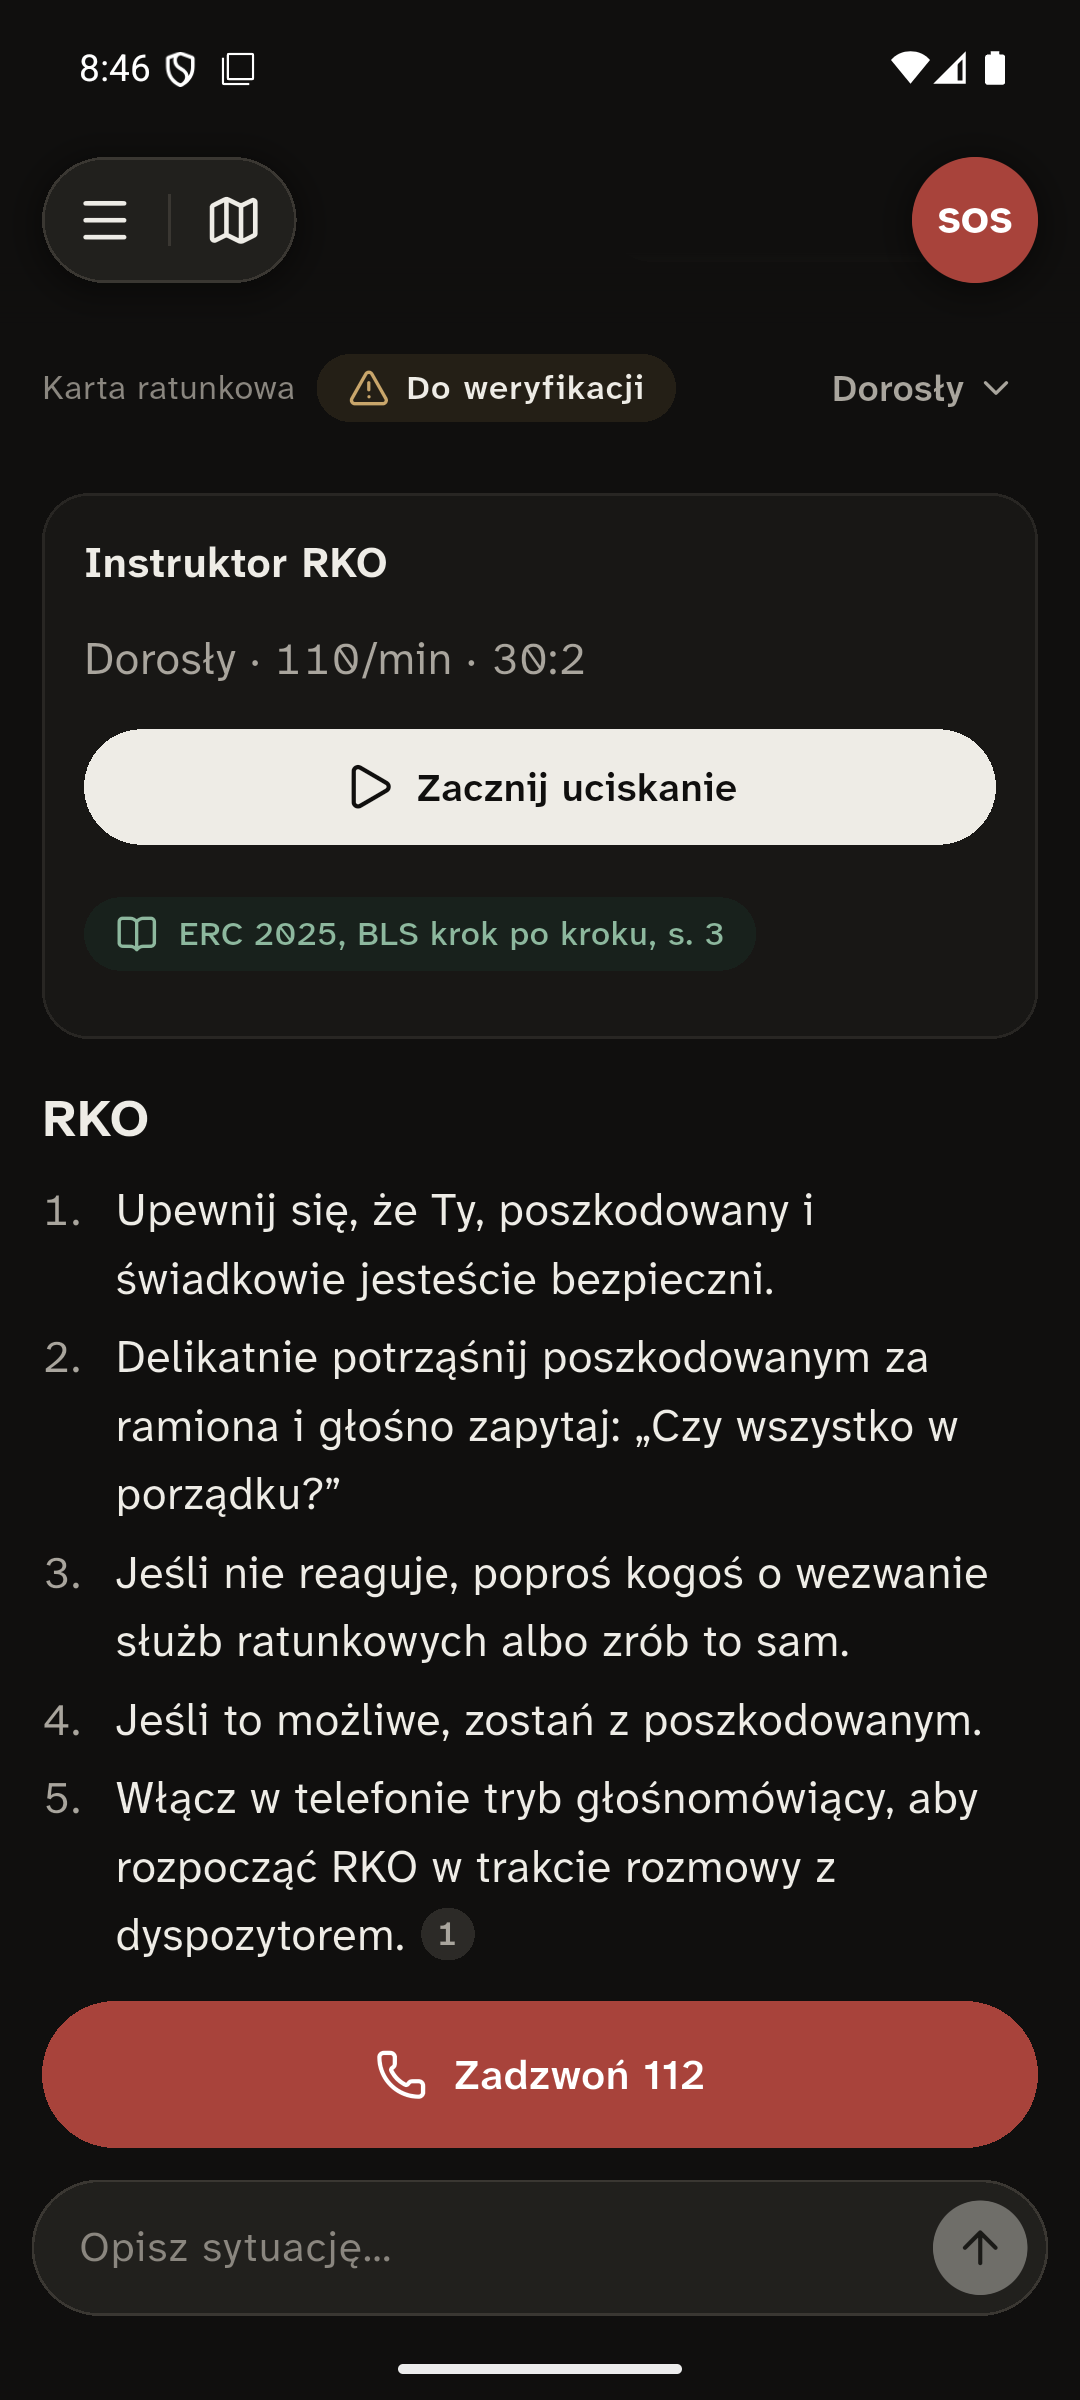 8:46
SOS
Karta ratunkowa
Do weryfikacji
Dorosły
Instruktor RKO
Dorosły · 110/min · 30:2
Zacznij uciskanie
ERC 2025, BLS krok po kroku, s. 3
RKO
1. Upewnij się, że Ty, poszkodowany i
świadkowie jesteście bezpieczni.
2. Delikatnie potrząśnij poszkodowanym za
ramiona i głośno zapytaj: „Czy wszystko w
porządku?”
3. Jeśli nie reaguje, poproś kogoś o wezwanie
służb ratunkowych albo zrób to sam.
4. Jeśli to możliwe, zostań z poszkodowanym.
5. Włącz w telefonie tryb głośnomówiący, aby
rozpocząć RKO w trakcie rozmowy z
dyspozytorem. 1
Zadzwoń 112
Opisz sytuację...